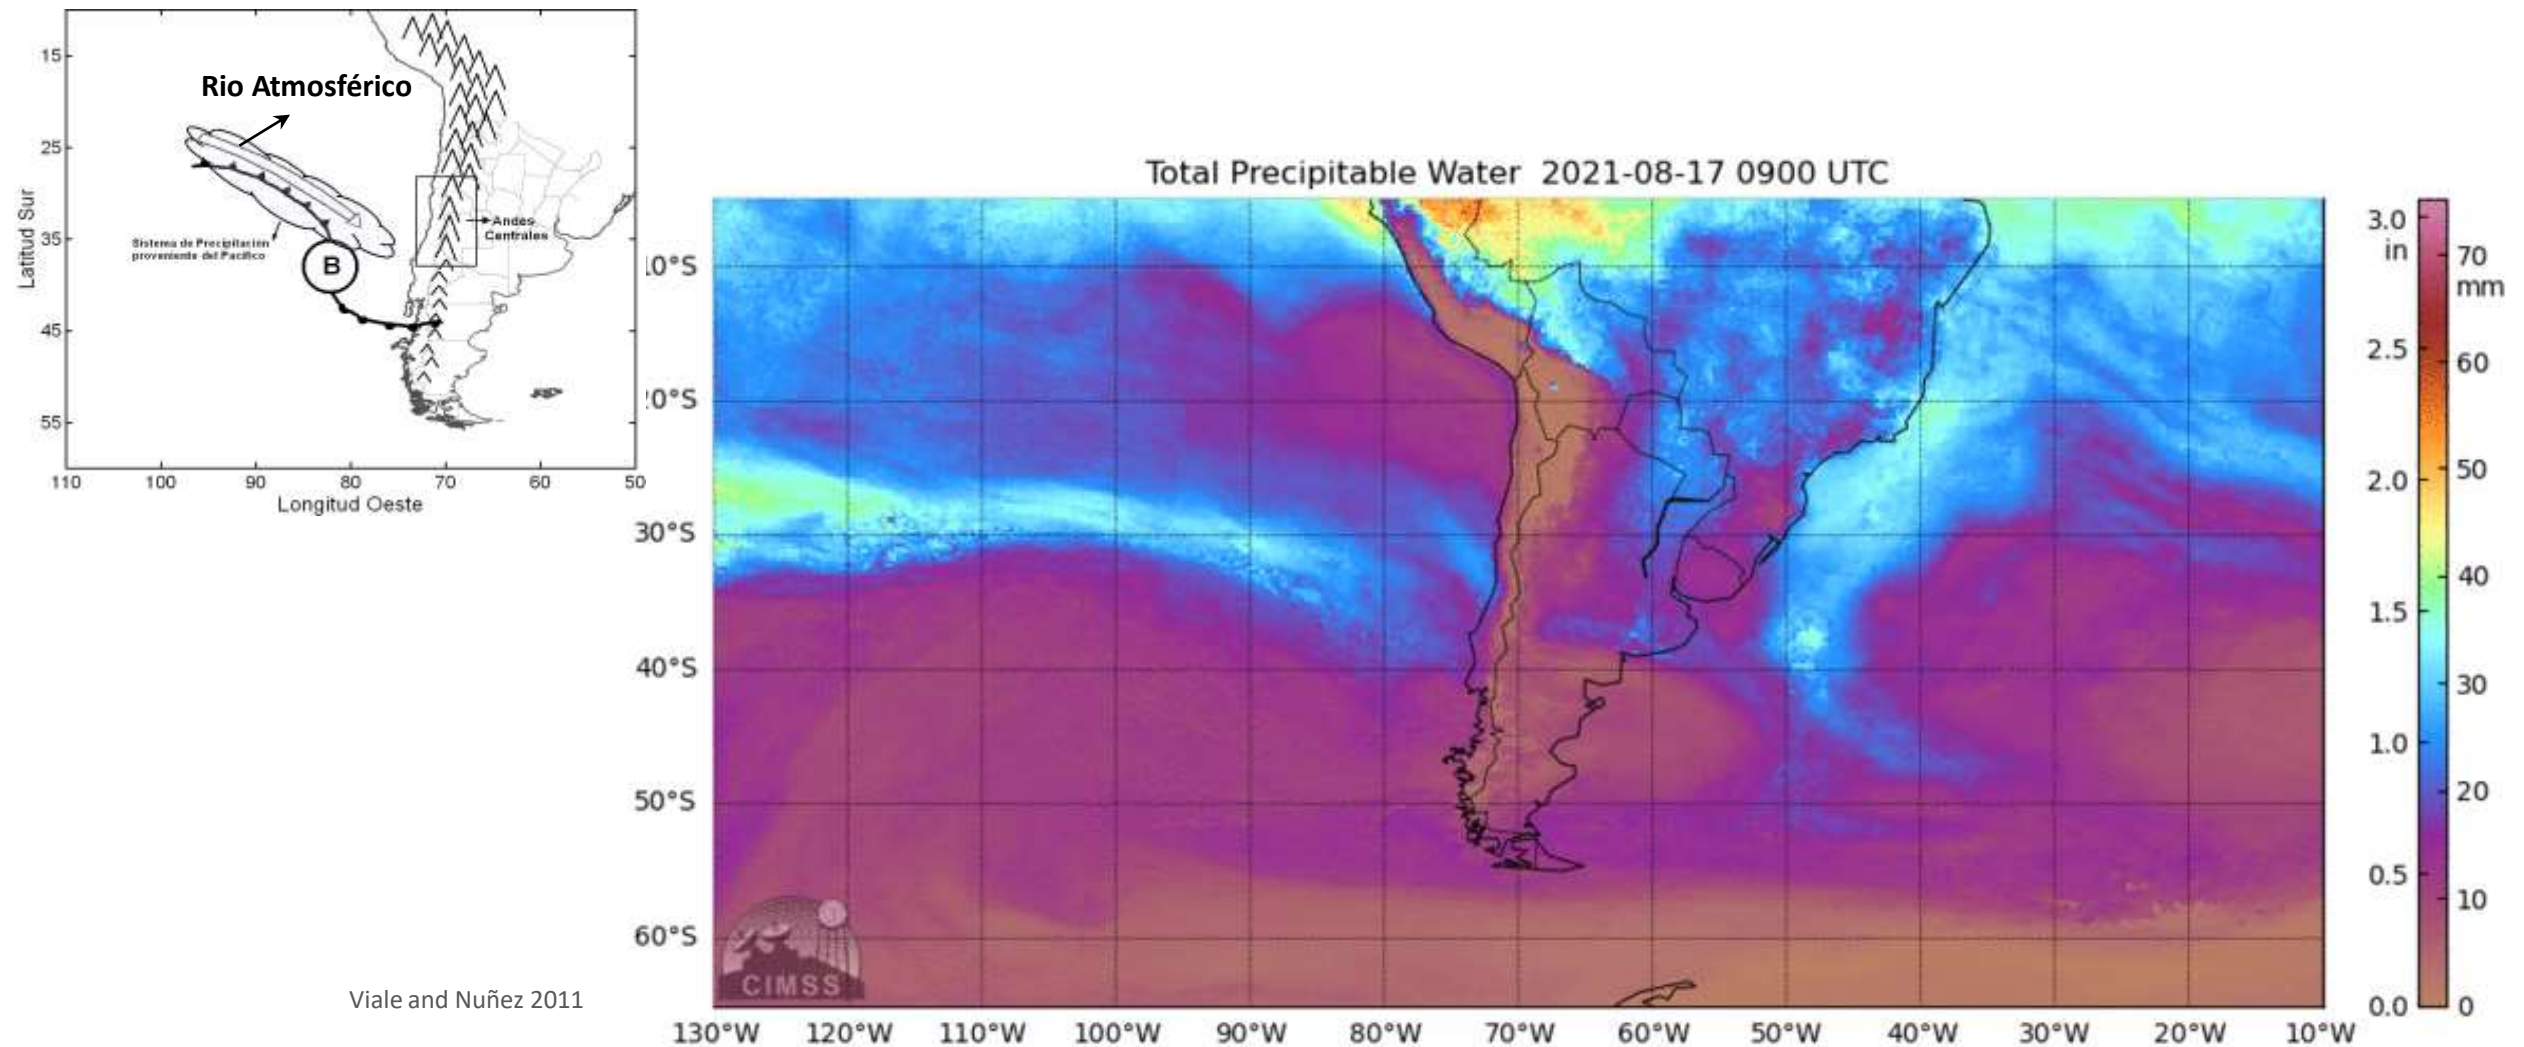 Rio Atmosférico
15
25
35
45
55
Latitud Sur
Sistema de Precipitación
proveniente del Pacífico
B
Andes
Centrales
110 100 90 80 70 60 50
Longitud Oeste
Total Precipitable Water 2021-08-17 0900 UTC
10°S
20°S
30°S
40°S
50°S
60°S
130°W 120°W 110°W 100°W 90°W 80°W 70°W 60°W 50°W 40°W 30°W 20°W 10°W
3.0
in
2.5
2.0
1.5
1.0
0.5
0.0
70
mm
60
50
40
30
20
10
0
CIMSS
Viale and Nuñez 2011